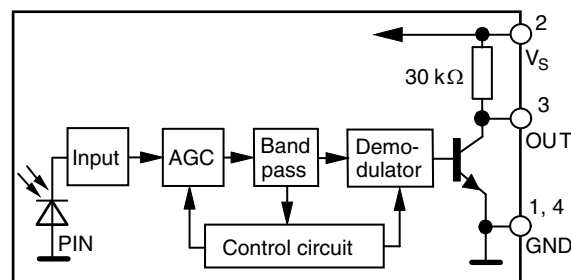 2
V_S
30 kΩ
3
OUT
Input
AGC
Band
pass
Demo-
dulator
1, 4
GND
PIN
Control circuit